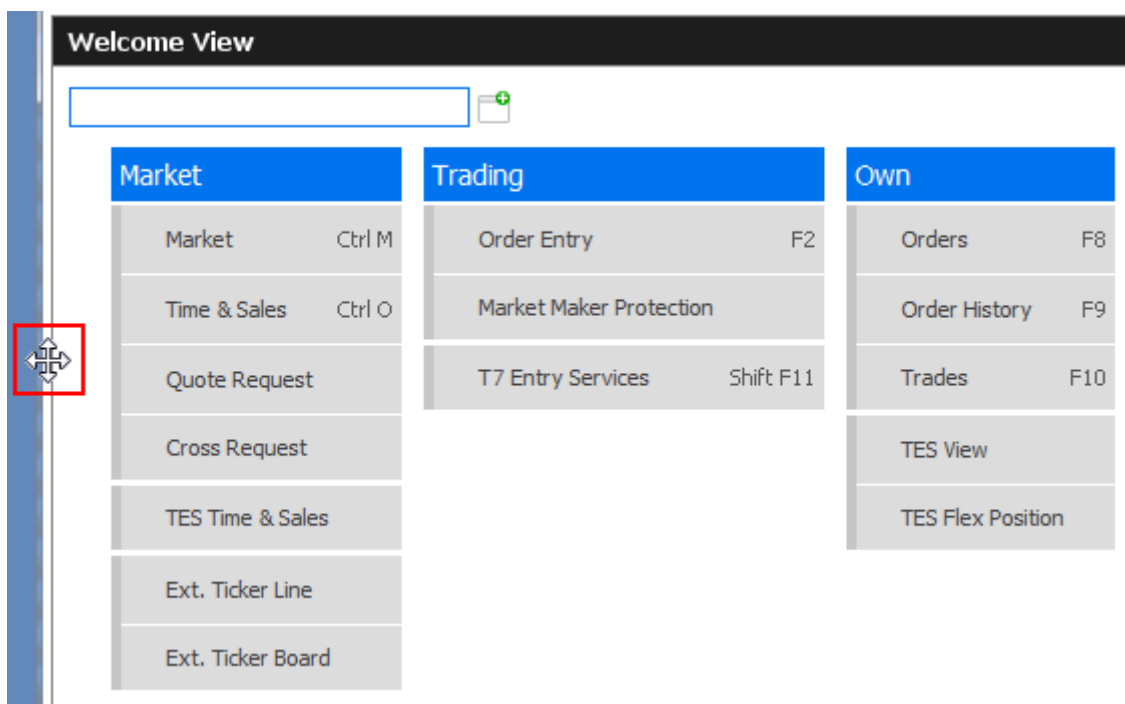 Welcome View
Market
Market Ctrl M
Time & Sales Ctrl O
Quote Request
Cross Request
TES Time & Sales
Ext. Ticker Line
Ext. Ticker Board
Trading
Order Entry F2
Market Maker Protection
T7 Entry Services Shift F11
Own
Orders F8
Order History F9
Trades F10
TES View
TES Flex Position